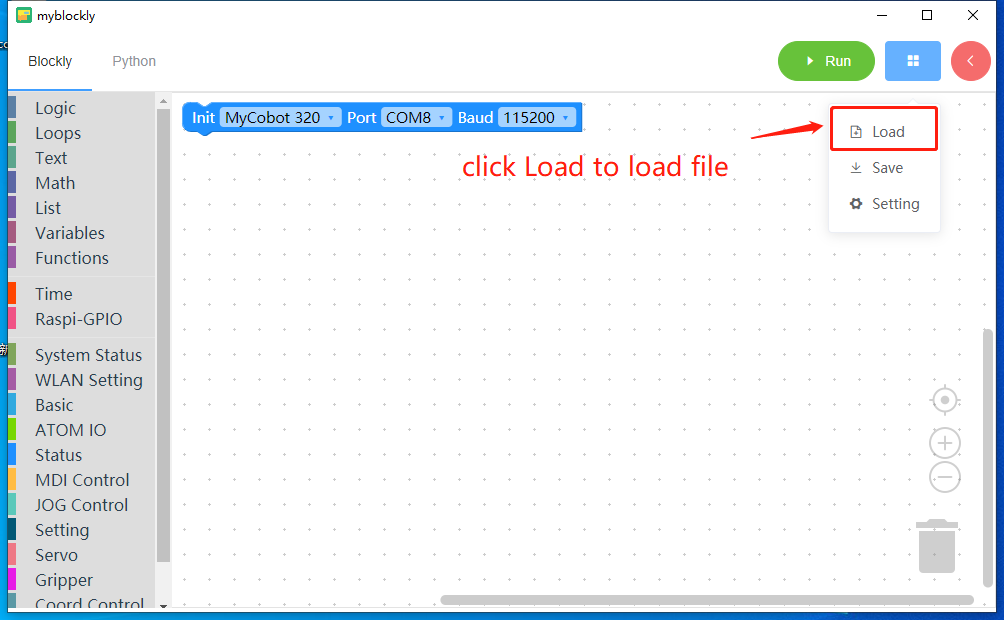 myblockly
Blockly Python Run
Logic
Loops
Text
Math
List
Variables
Functions
Time
Raspi-GPIO
System Status
WLAN Setting
Basic
ATOM IO
Status
MDI Control
JOG Control
Setting
Servo
Gripper
Coord Control
Init MyCobot 320 Port COM8 Baud 115200
click Load to load file
Load
Save
Setting